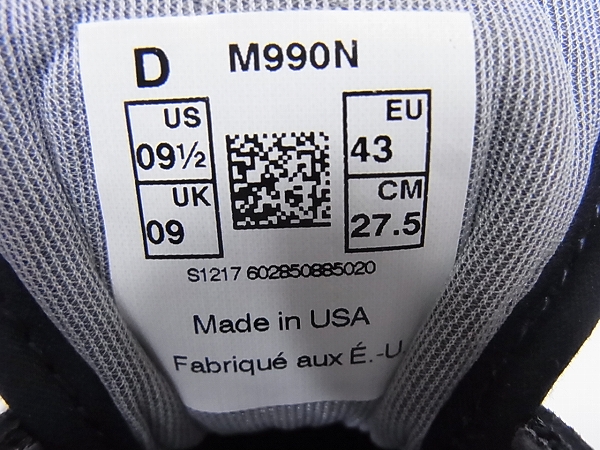 D M990N
US
09½
UK
09
EU
43
CM
27.5
S1217 602850885020
Made in USA
Fabriqué aux É.-U.